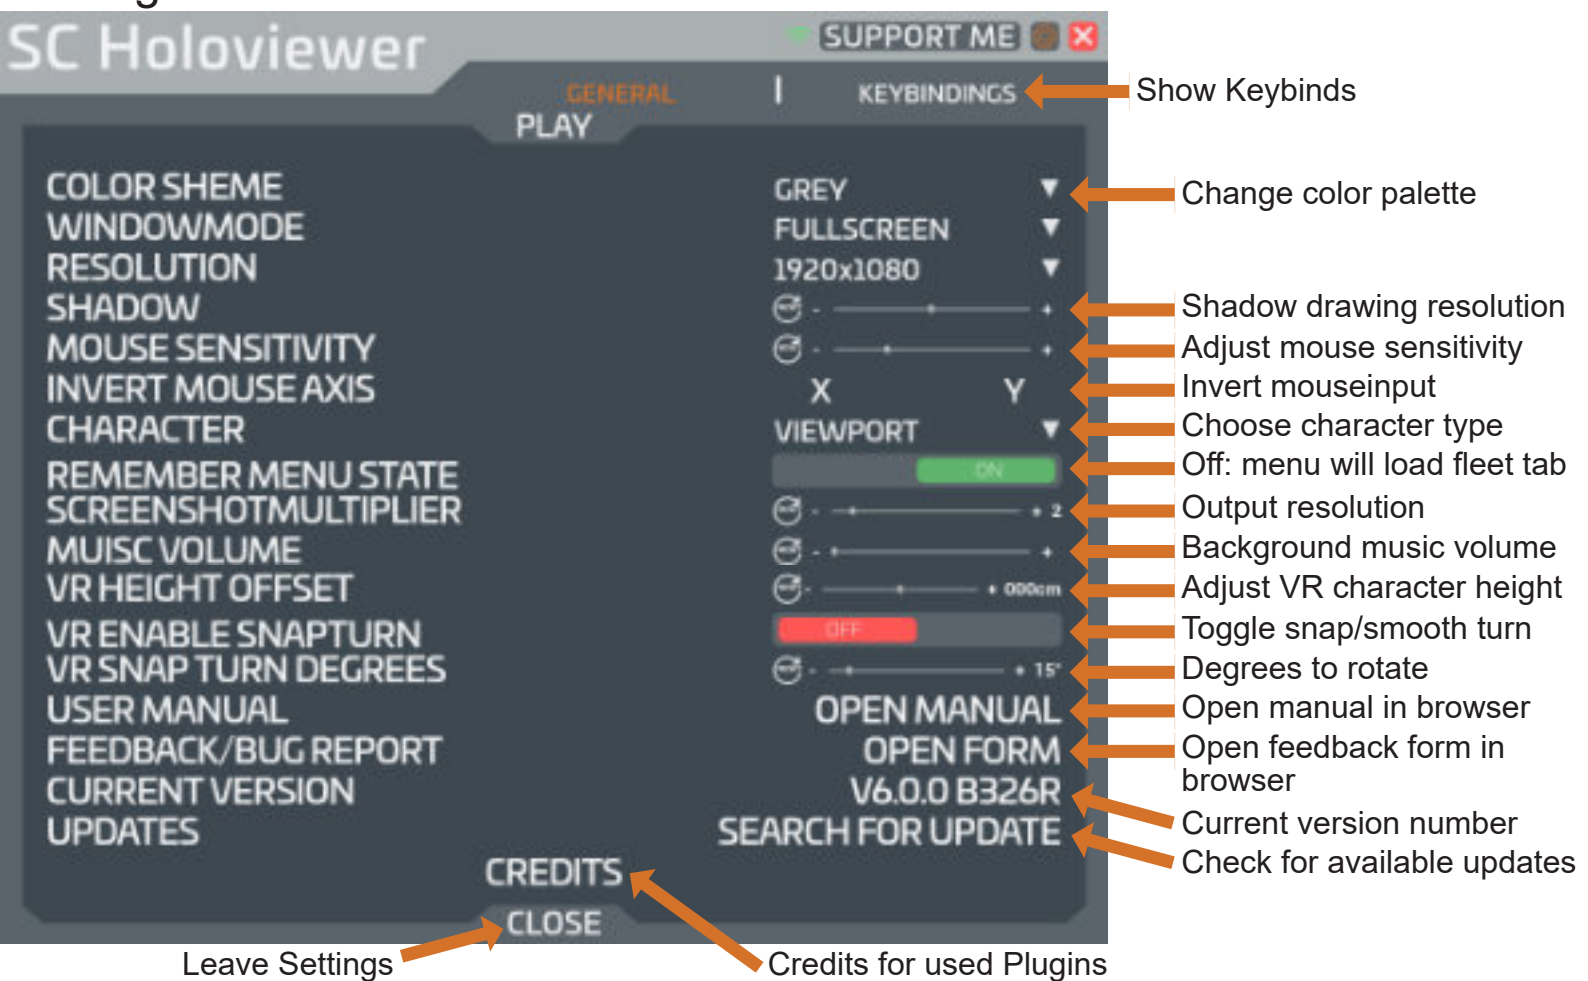 SC Holoviewer
SUPPORT ME
GENERAL | KEYBINDINGS
Show Keybinds
PLAY
COLOR SHEME GREY ▼ Change color palette
WINDOWMODE FULLSCREEN ▼
RESOLUTION 1920x1080 ▼
SHADOW - + Shadow drawing resolution
MOUSE SENSITIVITY - + Adjust mouse sensitivity
INVERT MOUSE AXIS X Y Invert mouseinput
CHARACTER VIEWPORT ▼ Choose character type
REMEMBER MENU STATE ON Off: menu will load fleet tab
SCREENSHOTMULTIPLIER - + 2 Output resolution
MUISC VOLUME - + Background music volume
VR HEIGHT OFFSET - + 000cm Adjust VR character height
VR ENABLE SNAPTURN OFF Toggle snap/smooth turn
VR SNAP TURN DEGREES - + 15° Degrees to rotate
USER MANUAL OPEN MANUAL Open manual in browser
FEEDBACK/BUG REPORT OPEN FORM Open feedback form in
browser
CURRENT VERSION V6.0.0 B326R Current version number
UPDATES SEARCH FOR UPDATE Check for available updates
CREDITS
CLOSE
Leave Settings Credits for used Plugins